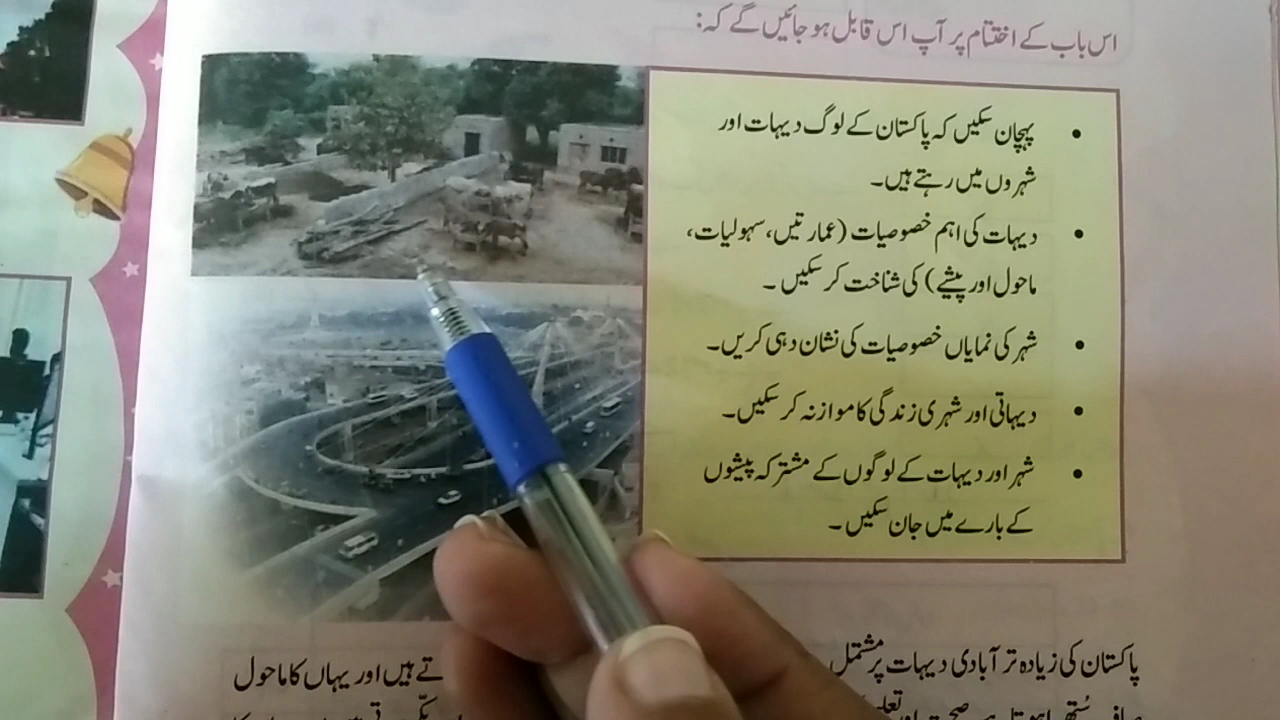 اس باب کے اختتام پر آپ اس قابل ہو جائیں گے کہ:
• پہچان سکیں کہ پاکستان کے لوگ دیہات اور
شہروں میں رہتے ہیں۔
• دیہات کی اہم خصوصیات (عمارتیں، سہولیات،
ماحول اور پیشے) کی شناخت کر سکیں ۔
• شہر کی نمایاں خصوصیات کی نشان دہی کریں۔
• دیہاتی اور شہری زندگی کا موازنہ کر سکیں۔
• شہر اور دیہات کے لوگوں کے مشترکہ پیشوں
کے بارے میں جان سکیں ۔
پاکستان کی زیادہ تر آبادی دیہات پر مشتمل تے ہیں اور یہاں کا ماحول